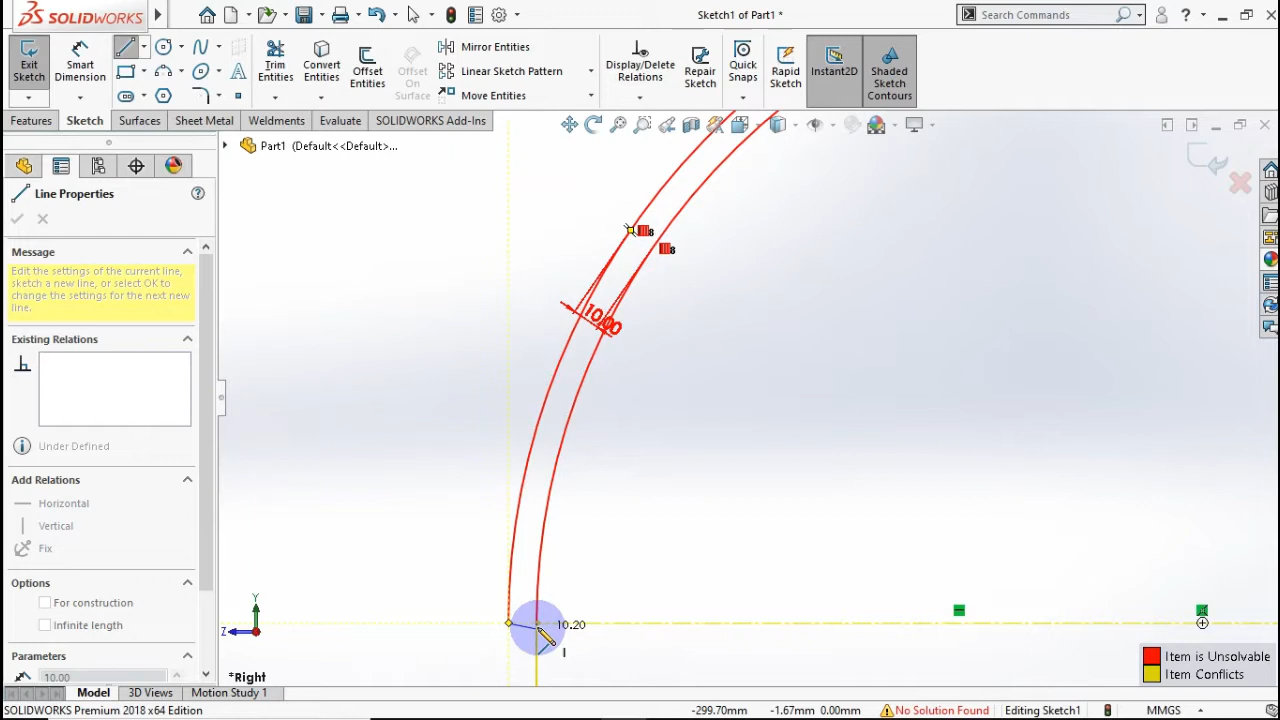 SOLIDWORKS
Sketch1 of Part1 *
Search Commands
Exit Sketch
Smart Dimension
Trim Entities
Convert Entities
Offset Entities
Offset On Surface
Mirror Entities
Linear Sketch Pattern
Move Entities
Display/Delete Relations
Repair Sketch
Quick Snaps
Rapid Sketch
Instant2D
Shaded Sketch Contours
Features
Sketch
Surfaces
Sheet Metal
Weldments
Evaluate
SOLIDWORKS Add-Ins
Part1 (Default<<Default>...
Line Properties
Message
Edit the settings of the current line,
sketch a new line, or select OK to
change the settings for the next new
line.
Existing Relations
Under Defined
Add Relations
Horizontal
Vertical
Fix
Options
For construction
Infinite length
Parameters
10.00
8
8
10.00
10.20
Y
Z
*Right
Item is Unsolvable
Item Conflicts
Model
3D Views
Motion Study 1
SOLIDWORKS Premium 2018 x64 Edition
-299.70mm
-1.67mm
0.00mm
No Solution Found
Editing Sketch1
MMGS